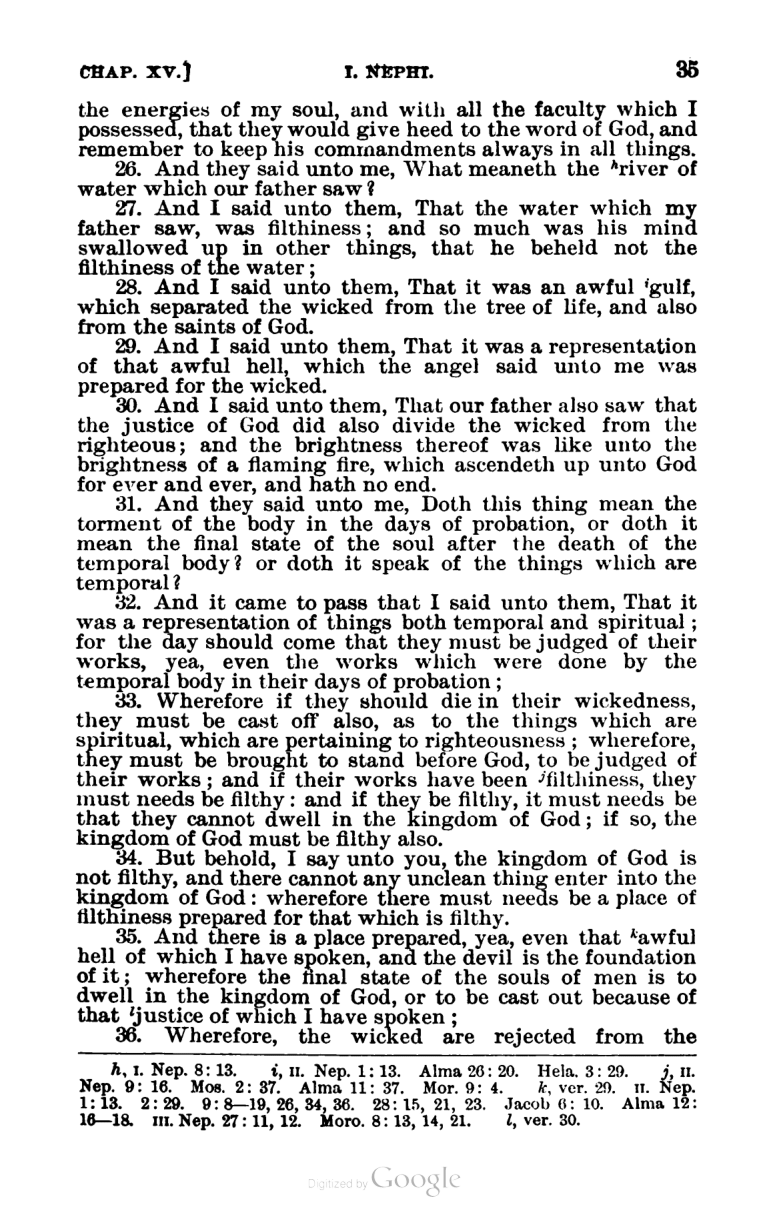 CHAP. XV.] I. NEPHI. 35
the energies of my soul, and with all the faculty which I
possessed, that they would give heed to the word of God, and
remember to keep his commandments always in all things.
26. And they said unto me, What meaneth the ʰriver of
water which our father saw?
27. And I said unto them, That the water which my
father saw, was filthiness; and so much was his mind
swallowed up in other things, that he beheld not the
filthiness of the water;
28. And I said unto them, That it was an awful ⁱgulf,
which separated the wicked from the tree of life, and also
from the saints of God.
29. And I said unto them, That it was a representation
of that awful hell, which the angel said unto me was
prepared for the wicked.
30. And I said unto them, That our father also saw that
the justice of God did also divide the wicked from the
righteous; and the brightness thereof was like unto the
brightness of a flaming fire, which ascendeth up unto God
for ever and ever, and hath no end.
31. And they said unto me, Doth this thing mean the
torment of the body in the days of probation, or doth it
mean the final state of the soul after the death of the
temporal body? or doth it speak of the things which are
temporal?
32. And it came to pass that I said unto them, That it
was a representation of things both temporal and spiritual;
for the day should come that they must be judged of their
works, yea, even the works which were done by the
temporal body in their days of probation;
33. Wherefore if they should die in their wickedness,
they must be cast off also, as to the things which are
spiritual, which are pertaining to righteousness; wherefore,
they must be brought to stand before God, to be judged of
their works; and if their works have been ʲfilthiness, they
must needs be filthy: and if they be filthy, it must needs be
that they cannot dwell in the kingdom of God; if so, the
kingdom of God must be filthy also.
34. But behold, I say unto you, the kingdom of God is
not filthy, and there cannot any unclean thing enter into the
kingdom of God: wherefore there must needs be a place of
filthiness prepared for that which is filthy.
35. And there is a place prepared, yea, even that ᵏawful
hell of which I have spoken, and the devil is the foundation
of it; wherefore the final state of the souls of men is to
dwell in the kingdom of God, or to be cast out because of
that ˡjustice of which I have spoken;
36. Wherefore, the wicked are rejected from the
h, I. Nep. 8: 13. i, II. Nep. 1: 13. Alma 26: 20. Hela. 3: 29. j, II.
Nep. 9: 16. Mos. 2: 37. Alma 11: 37. Mor. 9: 4. k, ver. 29. II. Nep.
1: 13. 2: 29. 9: 8—19, 26, 34, 36. 28: 15, 21, 23. Jacob 6: 10. Alma 12:
16—18. III. Nep. 27: 11, 12. Moro. 8: 13, 14, 21. l, ver. 30.
Digitized by Google